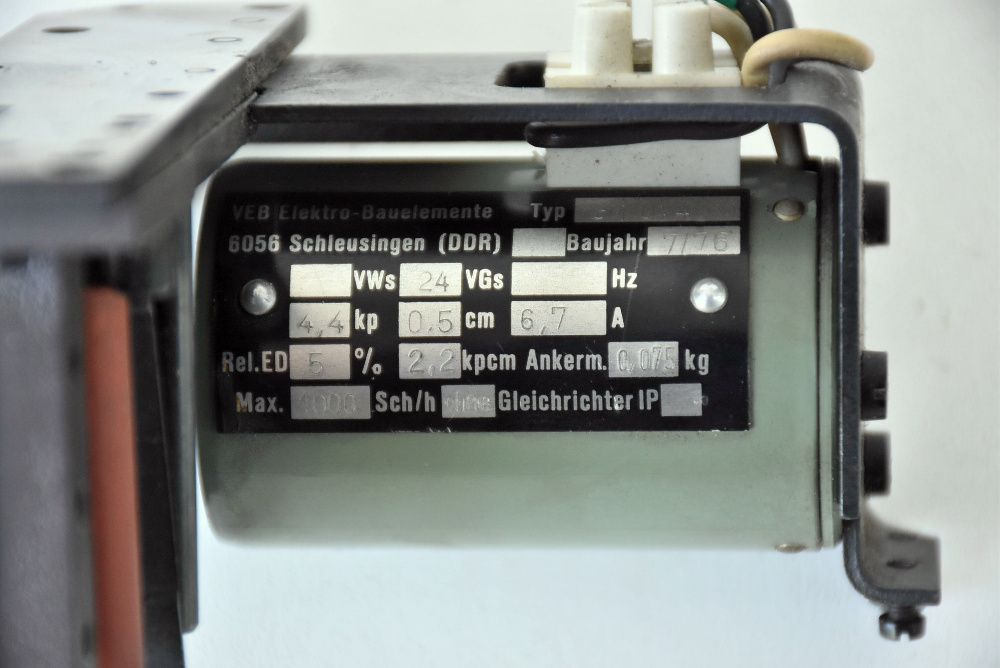 VEB Elektro-Bauelemente Typ
6056 Schleusingen (DDR) Baujahr 7/76
VWs 24 VGs Hz
4,4 kp 0.5 cm 6,7 A
Rel.ED 5 % 2,2 kpcm Ankerm. 0,075 kg
Max. Sch/h ohne Gleichrichter IP